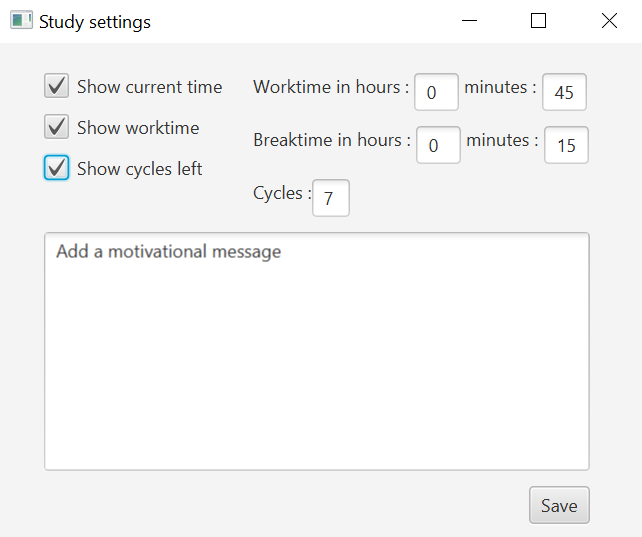 Study settings
Show current time
Show worktime
Show cycles left
Worktime in hours : 0 minutes : 45
Breaktime in hours : 0 minutes : 15
Cycles : 7
Add a motivational message
Save